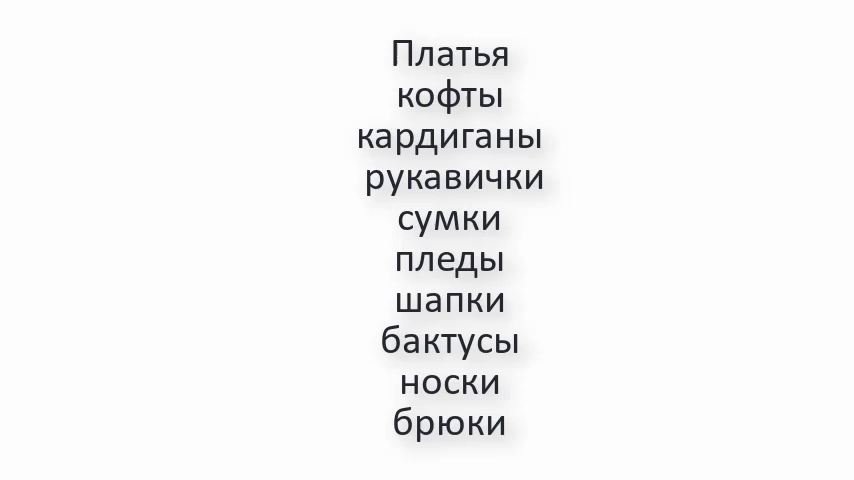 Платья
кофты
кардиганы
рукавички
сумки
пледы
шапки
бактусы
носки
брюки